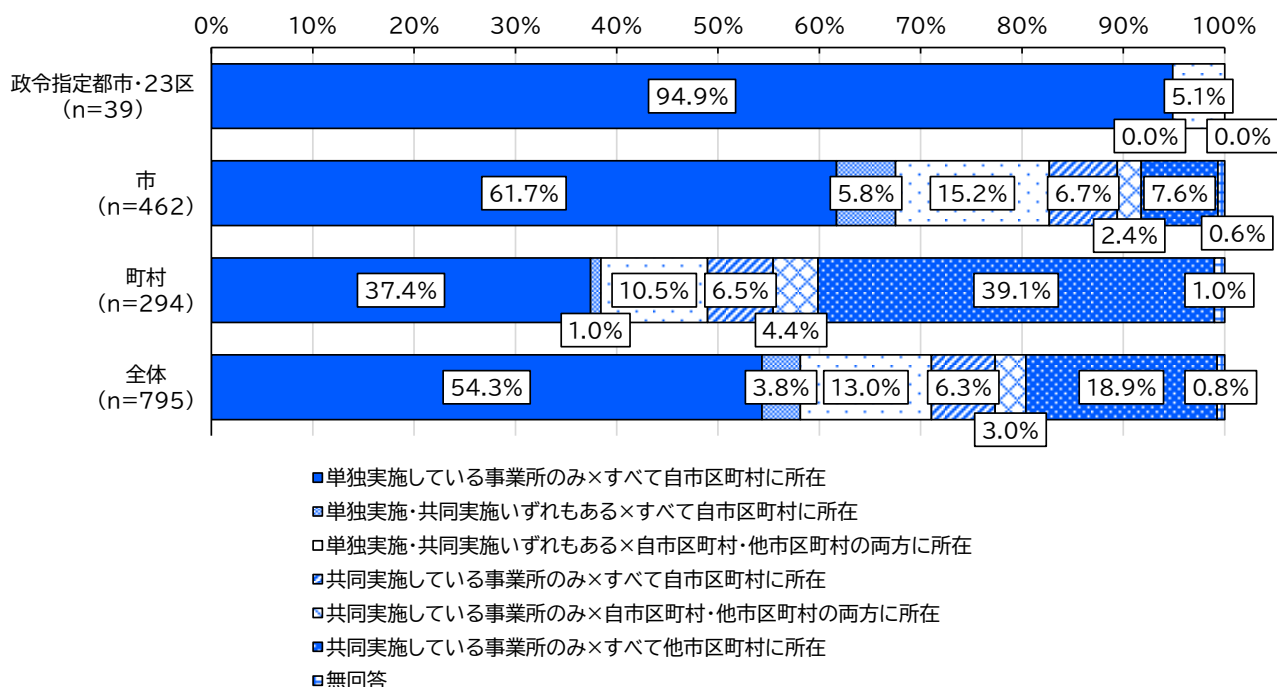 0% 10% 20% 30% 40% 50% 60% 70% 80% 90% 100%
政令指定都市・23区
（n=39）
94.9% 5.1%
0.0% 0.0%
市
（n=462）
61.7% 5.8% 15.2% 6.7% 7.6%
2.4% 0.6%
町村
（n=294）
37.4% 10.5% 6.5% 39.1% 1.0%
1.0% 4.4%
全体
（n=795）
54.3% 3.8% 13.0% 6.3% 18.9% 0.8%
3.0%
単独実施している事業所のみ×すべて自市区町村に所在
単独実施・共同実施いずれもある×すべて自市区町村に所在
単独実施・共同実施いずれもある×自市区町村・他市区町村の両方に所在
共同実施している事業所のみ×すべて自市区町村に所在
共同実施している事業所のみ×自市区町村・他市区町村の両方に所在
共同実施している事業所のみ×すべて他市区町村に所在
無回答